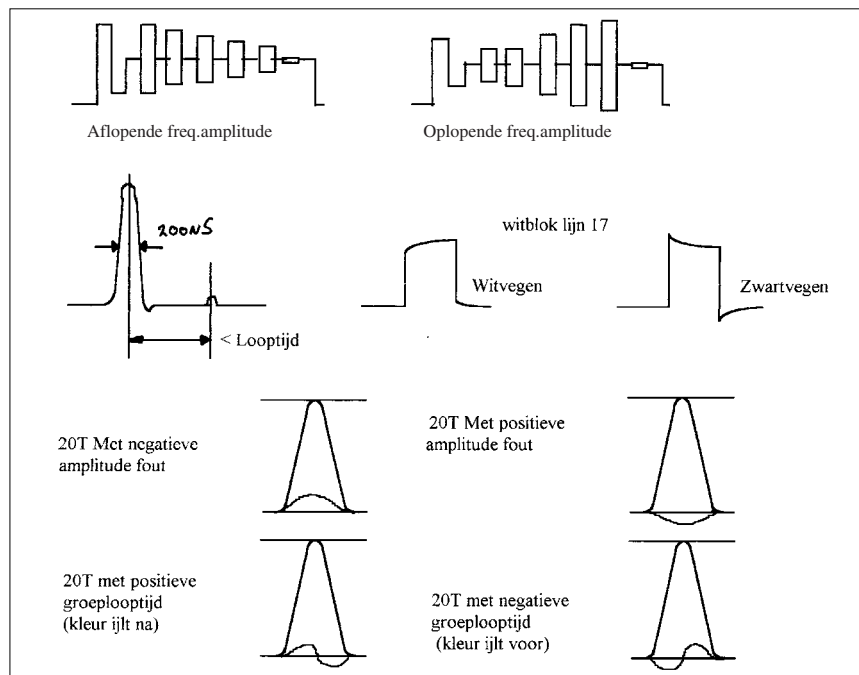 Aflopende freq.amplitude
Oplopende freq.amplitude
200NS
witblok lijn 17
Witvegen
Zwartvegen
< Looptijd
20T Met negatieve
amplitude fout
20T Met positieve
amplitude fout
20T met positieve
groeplooptijd
(kleur ijlt na)
20T met negatieve
groeplooptijd
(kleur ijlt voor)